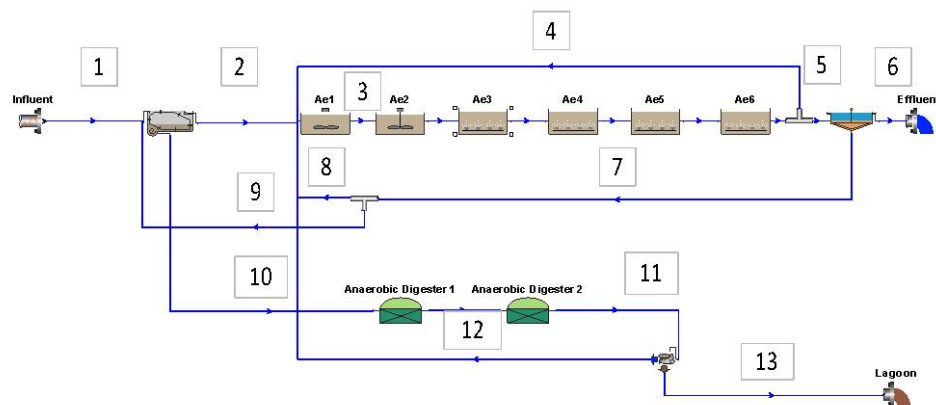 4
1
2
5
6
3
Influent
Ae1
Ae2
Ae3
Ae4
Ae5
Ae6
Effluent
8
7
9
10
11
Anaerobic Digester 1
Anaerobic Digester 2
12
13
Lagoon